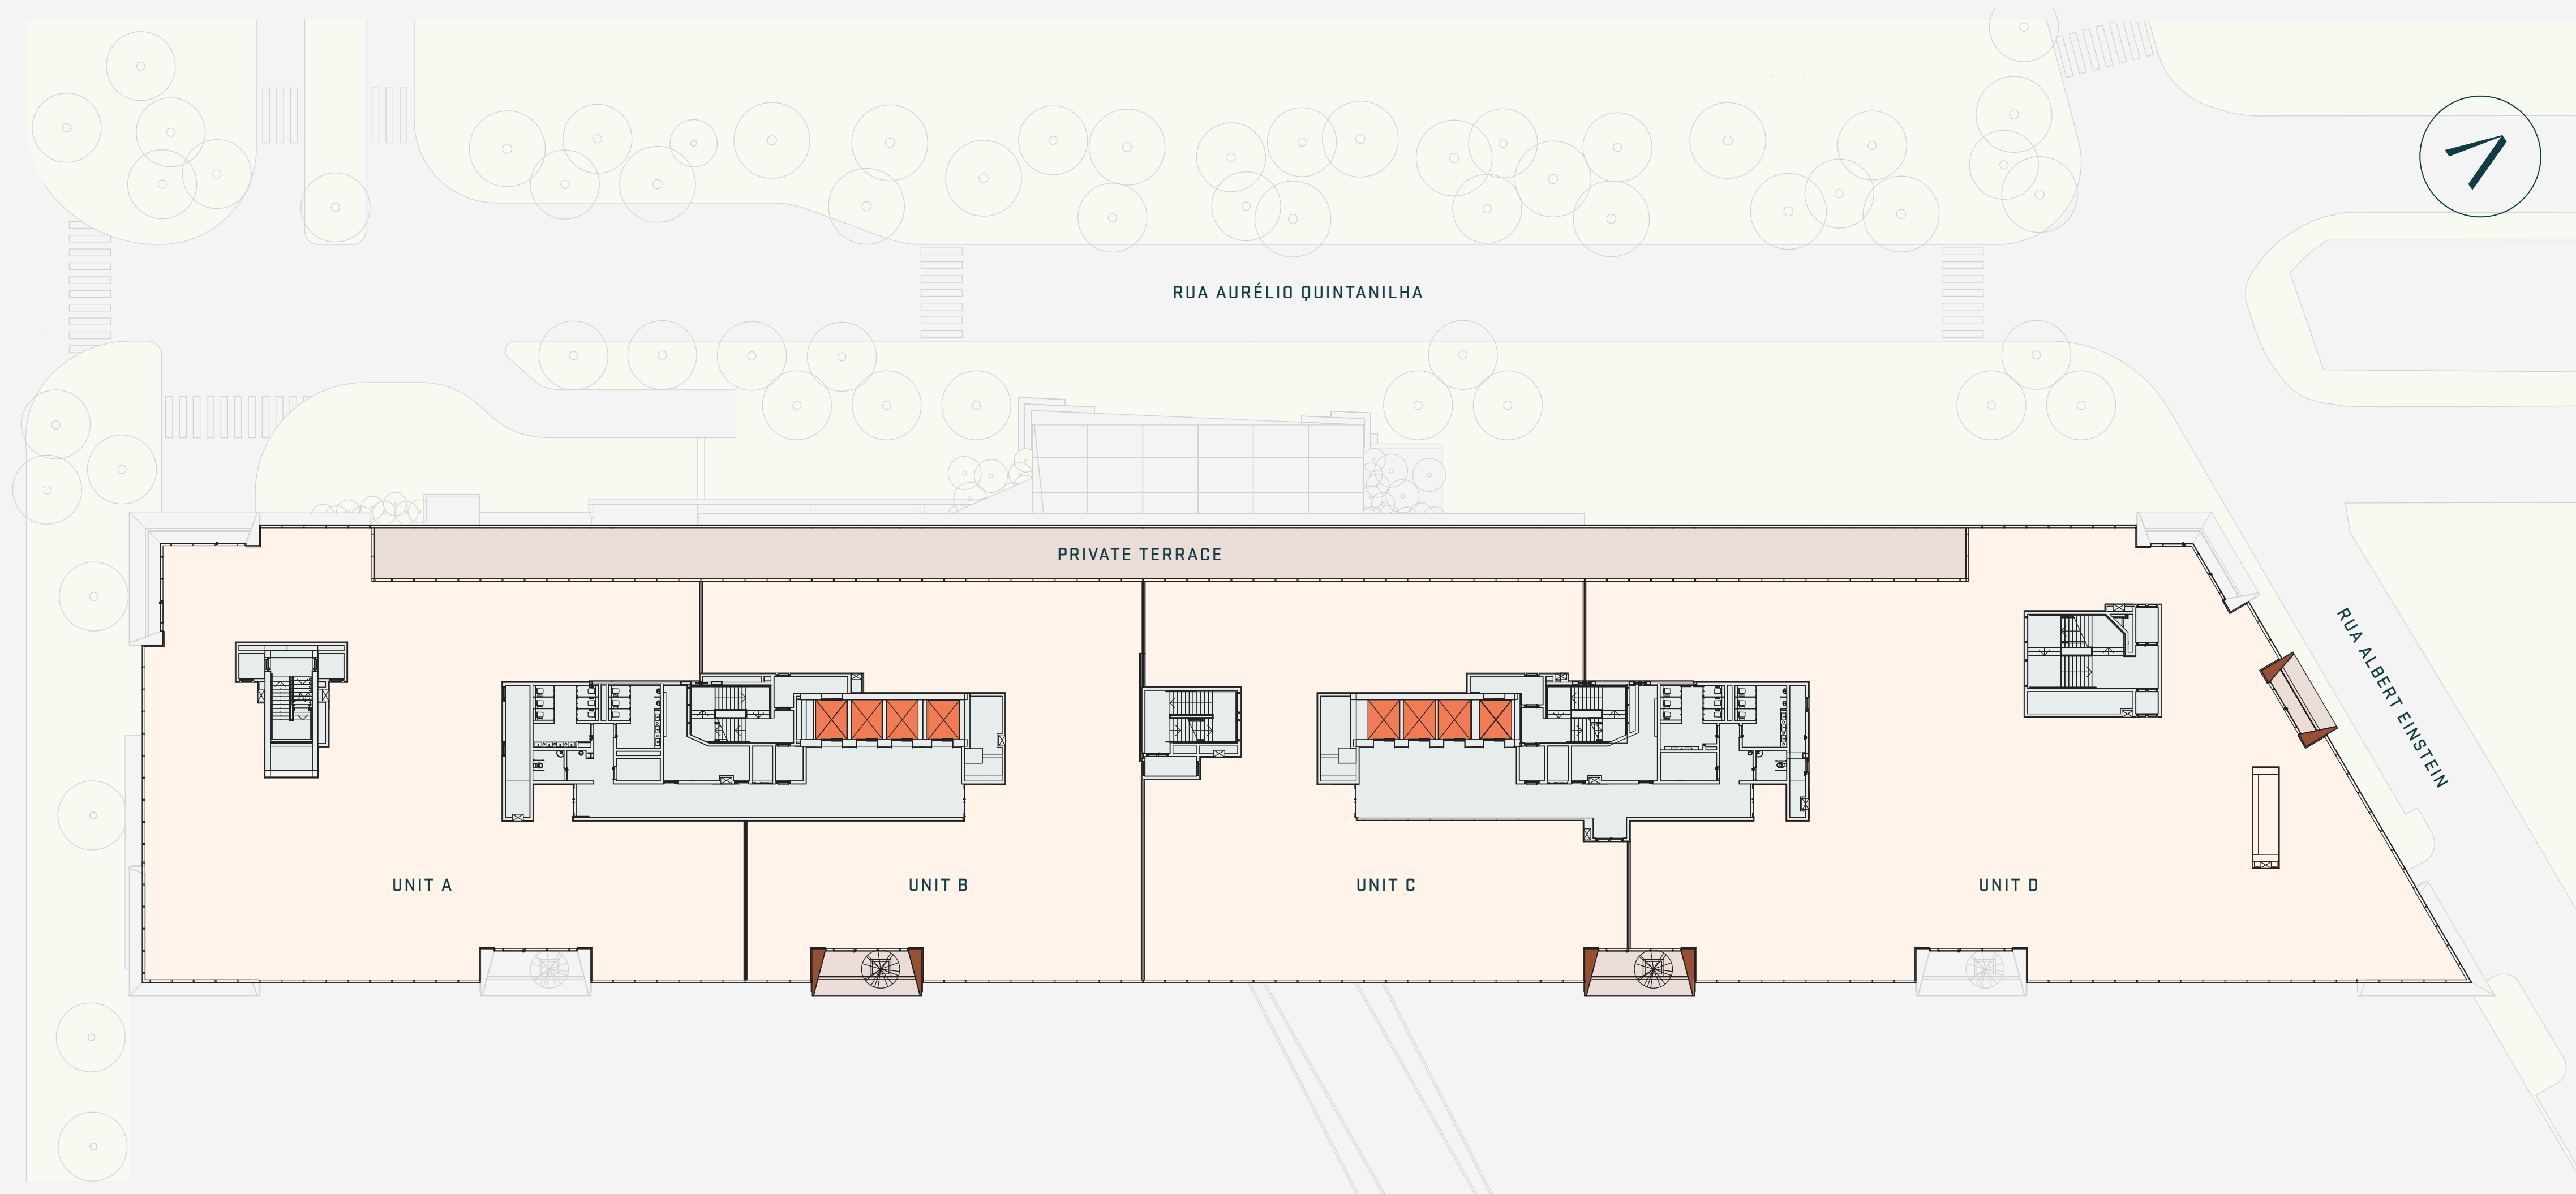 RUA AURÉLIO QUINTANILHA
PRIVATE TERRACE
RUA ALBERT EINSTEIN
UNIT A
UNIT B
UNIT C
UNIT D